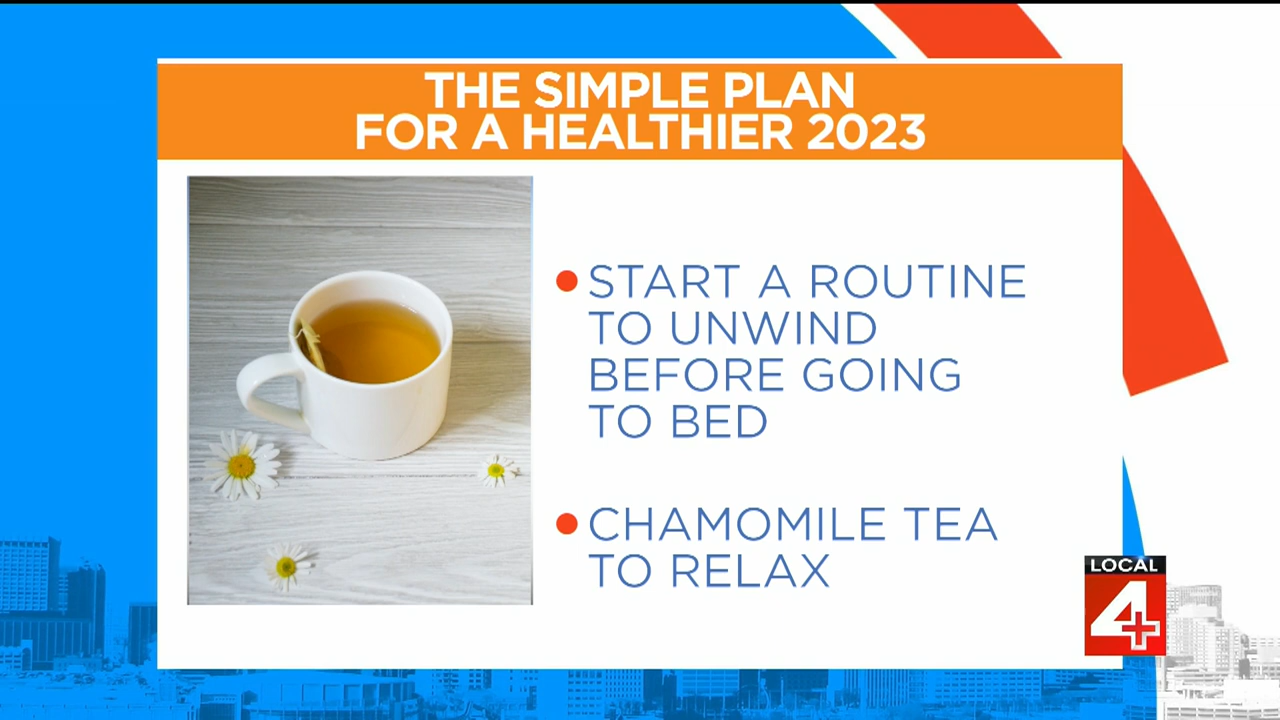 THE SIMPLE PLAN
FOR A HEALTHIER 2023
START A ROUTINE
TO UNWIND
BEFORE GOING
TO BED
CHAMOMILE TEA
TO RELAX
LOCAL
4+